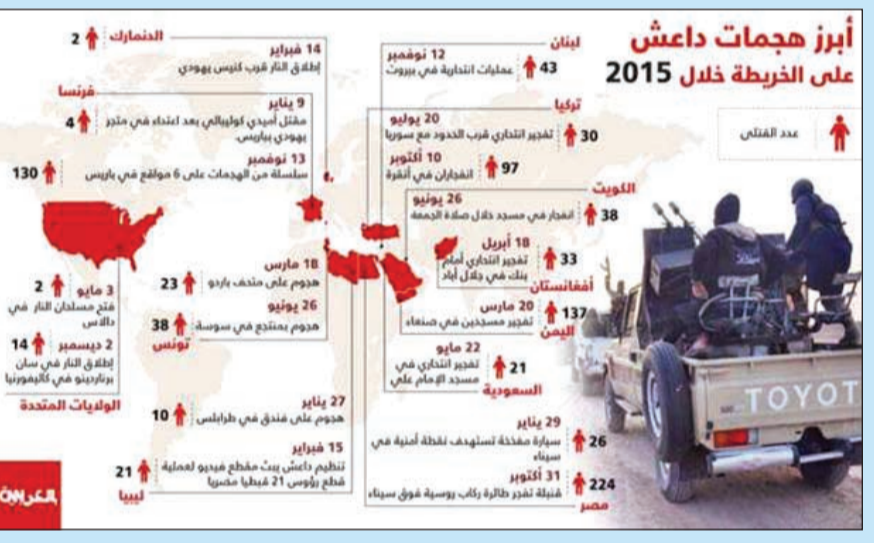 أبرز هجمات داعش
على الخريطة خلال 2015
عدد القتلى
لبنان
12 نوفمبر
عمليات انتحارية في بيروت
43
تركيا
20 يوليو
تفجير انتحاري قرب الحدود مع سوريا
30
10 أكتوبر
انفجاران في أنقرة
97
الكويت
26 يونيو
انفجار في مسجد خلال صلاة الجمعة
38
18 أبريل
تفجير انتحاري أمام
بنك في جلال أباد
33
أفغانستان
20 مارس
تفجير مسجدين في صنعاء
137
اليمن
22 مايو
تفجير انتحاري في
مسجد الإمام علي
21
السعودية
29 يناير
سيارة مفخخة تستهدف نقطة أمنية في
سيناء
26
31 أكتوبر
قنبلة تفجر طائرة ركاب روسية فوق سيناء
224
مصر
الدنمارك
2
14 فبراير
إطلاق النار قرب كنيس يهودي
فرنسا
9 يناير
مقتل أميدي كوليبالي بعد اعتداء في متجر
يهودي بباريس.
4
13 نوفمبر
سلسلة من الهجمات على 6 مواقع في باريس
130
18 مارس
هجوم على متحف باردو
23
26 يونيو
هجوم بمنتجع في سوسة
38
تونس
27 يناير
هجوم على فندق في طرابلس
10
15 فبراير
تنظيم داعش يبث مقطع فيديو لعملية
قطع رؤوس 21 قبطيا مصريا
21
ليبيا
3 مايو
2
فتح مسلحان النار في
دالاس
2 ديسمبر
14
إطلاق النار في سان
برناردينو في كاليفورنيا
الولايات المتحدة
العربية
TOYOT